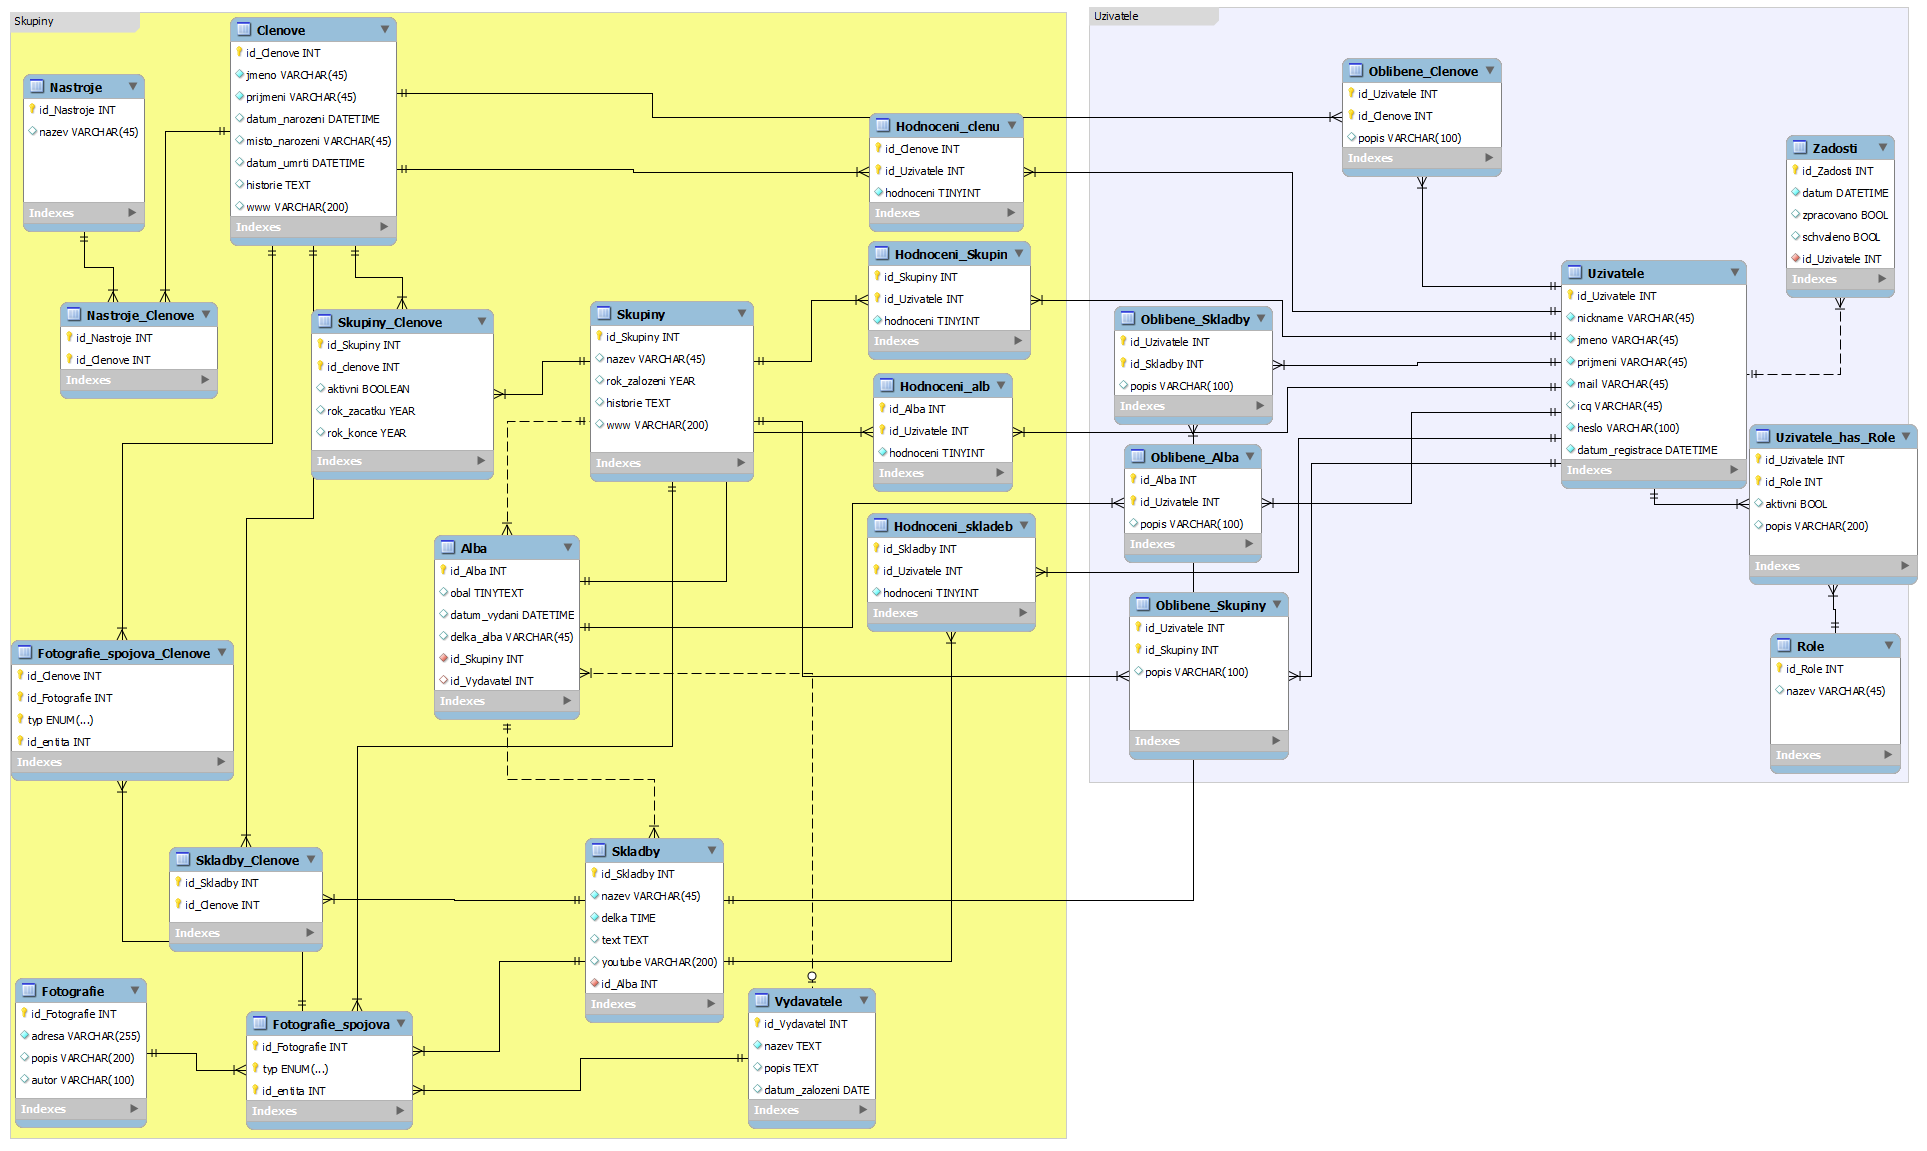 Skupiny
Clenove
id_Clenove INT
jmeno VARCHAR(45)
prijmeni VARCHAR(45)
datum_narozeni DATETIME
misto_narozeni VARCHAR(45)
datum_umrti DATETIME
historie TEXT
www VARCHAR(200)
Indexes
Nastroje
id_Nastroje INT
nazev VARCHAR(45)
Indexes
Nastroje_Clenove
id_Nastroje INT
id_Clenove INT
Indexes
Skupiny_Clenove
id_Skupiny INT
id_clenove INT
aktivni BOOLEAN
rok_zacatku YEAR
rok_konce YEAR
Indexes
Skupiny
id_Skupiny INT
nazev VARCHAR(45)
rok_zalozeni YEAR
historie TEXT
www VARCHAR(200)
Indexes
Hodnoceni_clenu
id_Clenove INT
id_Uzivatele INT
hodnoceni TINYINT
Indexes
Hodnoceni_Skupin
id_Skupiny INT
id_Uzivatele INT
hodnoceni TINYINT
Indexes
Hodnoceni_alb
id_Alba INT
id_Uzivatele INT
hodnoceni TINYINT
Indexes
Hodnoceni_skladeb
id_Skladby INT
id_Uzivatele INT
hodnoceni TINYINT
Indexes
Alba
id_Alba INT
obal TINYTEXT
datum_vydani DATETIME
delka_alba VARCHAR(45)
id_Skupiny INT
id_Vydavatel INT
Indexes
Fotografie_spojova_Clenove
id_Clenove INT
id_Fotografie INT
typ ENUM(...)
id_entita INT
Indexes
Skladby_Clenove
id_Skladby INT
id_Clenove INT
Indexes
Skladby
id_Skladby INT
nazev VARCHAR(45)
delka TIME
text TEXT
youtube VARCHAR(200)
id_Alba INT
Indexes
Fotografie
id_Fotografie INT
adresa VARCHAR(255)
popis VARCHAR(200)
autor VARCHAR(100)
Indexes
Fotografie_spojova
id_Fotografie INT
typ ENUM(...)
id_entita INT
Indexes
Vydavatele
id_Vydavatel INT
nazev TEXT
popis TEXT
datum_zalozeni DATE
Indexes
Uzivatele
Oblibene_Clenove
id_Uzivatele INT
id_Clenove INT
popis VARCHAR(100)
Indexes
Zadosti
id_Zadosti INT
datum DATETIME
zpracovano BOOL
schvaleno BOOL
id_Uzivatele INT
Indexes
Uzivatele
id_Uzivatele INT
nickname VARCHAR(45)
jmeno VARCHAR(45)
prijmeni VARCHAR(45)
mail VARCHAR(45)
icq VARCHAR(45)
heslo VARCHAR(100)
datum_registrace DATETIME
Indexes
Oblibene_Skladby
id_Uzivatele INT
id_Skladby INT
popis VARCHAR(100)
Indexes
Oblibene_Alba
id_Alba INT
id_Uzivatele INT
popis VARCHAR(100)
Indexes
Oblibene_Skupiny
id_Uzivatele INT
id_Skupiny INT
popis VARCHAR(100)
Indexes
Uzivatele_has_Role
id_Uzivatele INT
id_Role INT
aktivni BOOL
popis VARCHAR(200)
Indexes
Role
id_Role INT
nazev VARCHAR(45)
Indexes